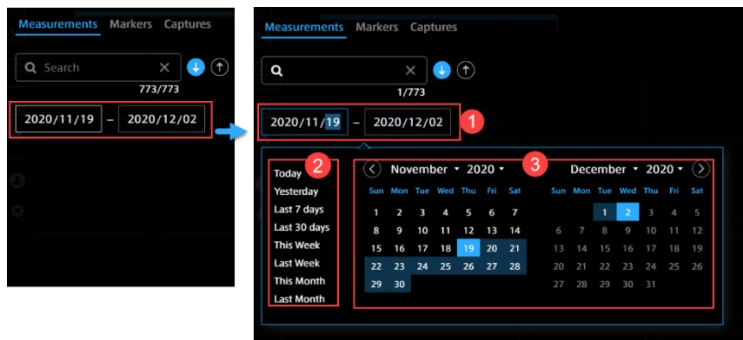 Measurements Markers Captures
Search
773/773
2020/11/19 – 2020/12/02
Measurements Markers Captures
1/773
2020/11/19 – 2020/12/02
1
2
3
Today
Yesterday
Last 7 days
Last 30 days
This Week
Last Week
This Month
Last Month
November 2020
Sun Mon Tue Wed Thu Fri Sat
1 2 3 4 5 6 7
8 9 10 11 12 13 14
15 16 17 18 19 20 21
22 23 24 25 26 27 28
29 30
December 2020
Sun Mon Tue Wed Thu Fri Sat
1 2 3 4 5
6 7 8 9 10 11 12
13 14 15 16 17 18 19
20 21 22 23 24 25 26
27 28 29 30 31